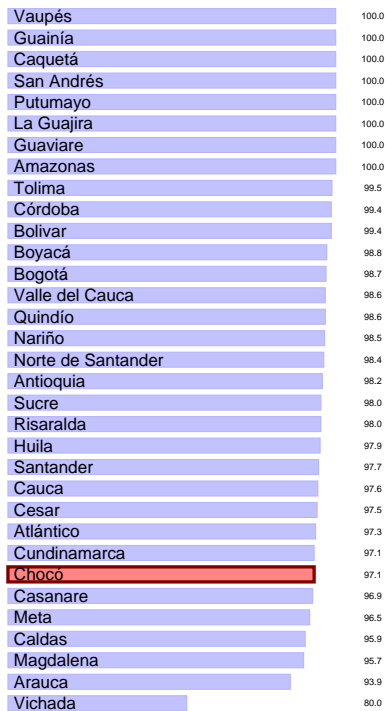 Vaupés 100.0
Guainía 100.0
Caquetá 100.0
San Andrés 100.0
Putumayo 100.0
La Guajira 100.0
Guaviare 100.0
Amazonas 100.0
Tolima 99.5
Córdoba 99.4
Bolivar 99.4
Boyacá 98.8
Bogotá 98.7
Valle del Cauca 98.6
Quindío 98.6
Nariño 98.5
Norte de Santander 98.4
Antioquia 98.2
Sucre 98.0
Risaralda 98.0
Huila 97.9
Santander 97.7
Cauca 97.6
Cesar 97.5
Atlántico 97.3
Cundinamarca 97.1
Chocó 97.1
Casanare 96.9
Meta 96.5
Caldas 95.9
Magdalena 95.7
Arauca 93.9
Vichada 80.0